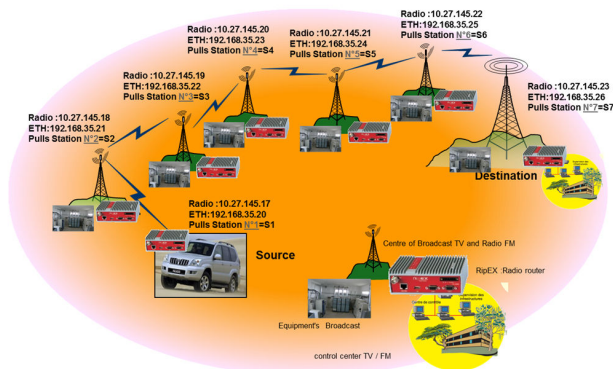 Radio :10.27.145.22
ETH:192.168.35.25
Pulls Station N°6=S6
Radio :10.27.145.20
ETH:192.168.35.23
Pulls Station N°4=S4
Radio :10.27.145.21
ETH:192.168.35.24
Pulls Station N°5=S5
Radio :10.27.145.19
ETH:192.168.35.22
Pulls Station N°3=S3
Radio :10.27.145.23
ETH:192.168.35.26
Pulls Station N°7=S7
Radio :10.27.145.18
ETH:192.168.35.21
Pulls Station N°2=S2
Destination
Radio :10.27.145.17
ETH:192.168.35.20
Pulls Station N°1=S1
Source
Centre of Broadcast TV and Radio FM
RipEX :Radio router
Equipment's Broadcast
Centre de contrôle
Supervision des
infrastructures
control center TV / FM